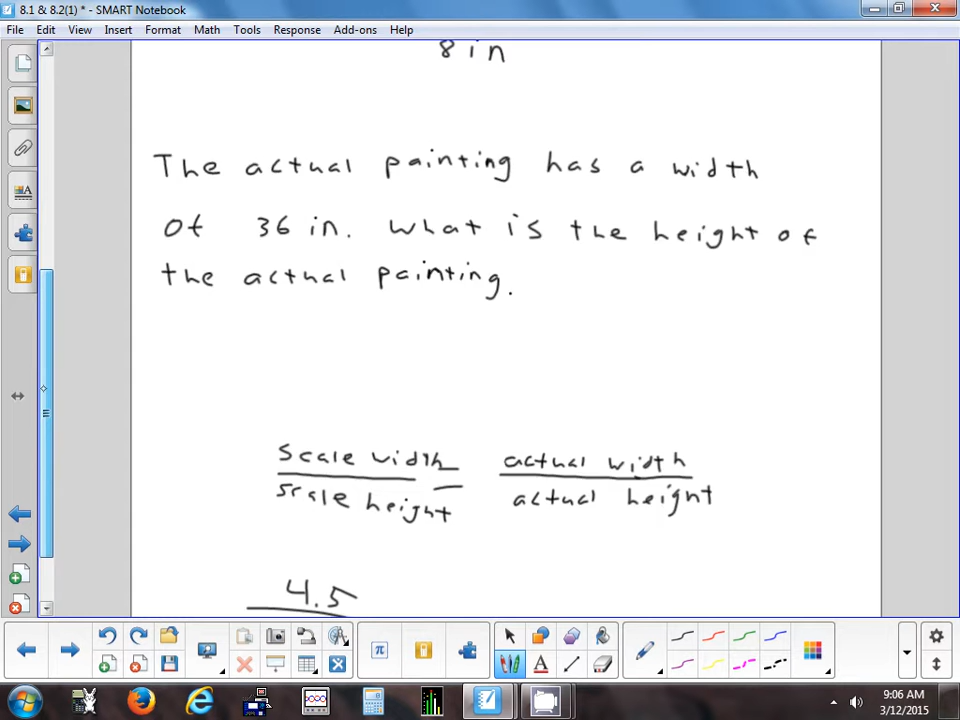 8.1 & 8.2(1) * - SMART Notebook
File Edit View Insert Format Math Tools Response Add-ons Help
8 in
The actual painting has a width
of 36 in. What is the height of
the actual painting.
scale width = actual width
scale height actual height
4.5
9:06 AM
3/12/2015